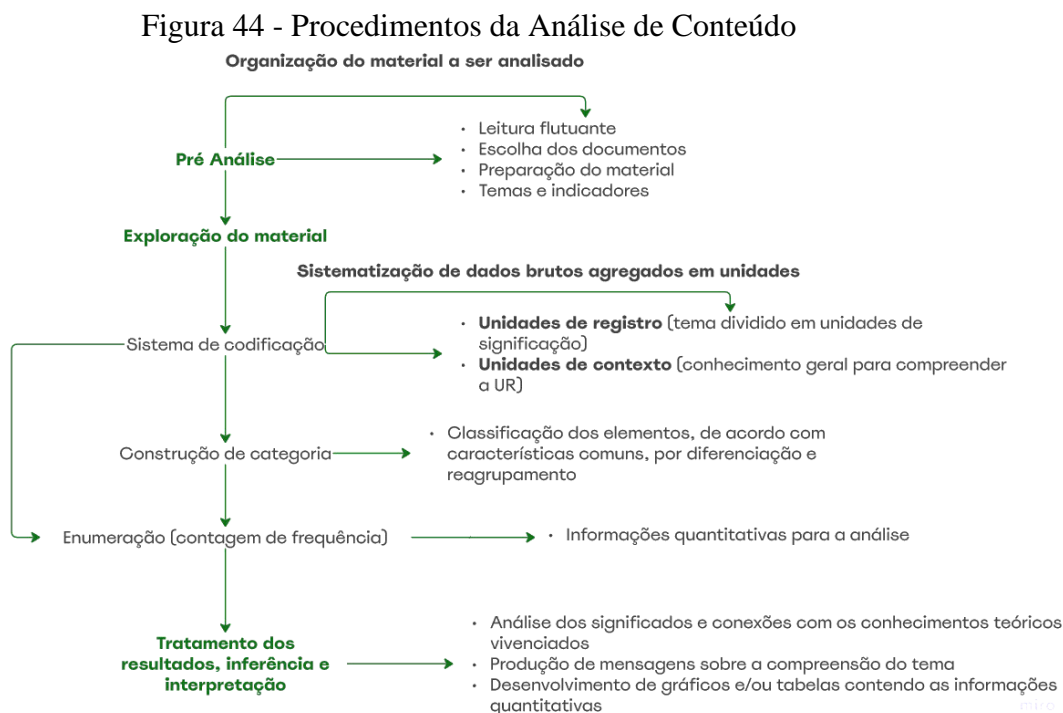 Figura 44 - Procedimentos da Análise de Conteúdo
Organização do material a ser analisado
• Leitura flutuante
• Escolha dos documentos
Pré Análise
• Preparação do material
• Temas e indicadores
Exploração do material
Sistematização de dados brutos agregados em unidades
• Unidades de registro (tema dividido em unidades de
significação)
Sistema de codificação
• Unidades de contexto (conhecimento geral para compreender
a UR)
• Classificação dos elementos, de acordo com
características comuns, por diferenciação e
reagrupamento
Construção de categoria
Enumeração (contagem de frequência)
• Informações quantitativas para a análise
Tratamento dos
resultados, inferência e
interpretação
• Análise dos significados e conexões com os conhecimentos teóricos
vivenciados
• Produção de mensagens sobre a compreensão do tema
• Desenvolvimento de gráficos e/ou tabelas contendo as informações
quantitativas
miro